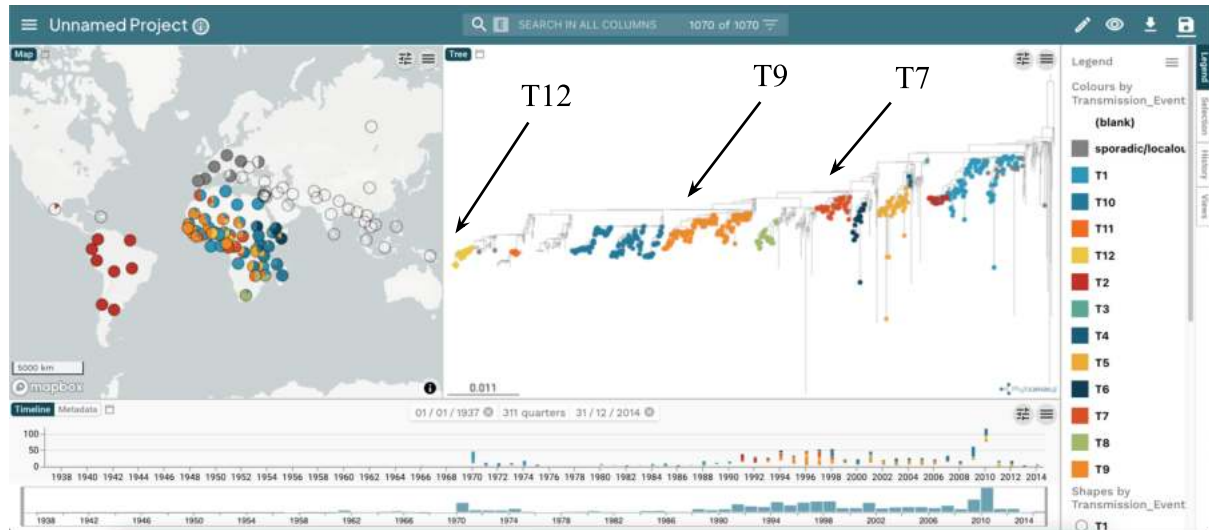 Unnamed Project
SEARCH IN ALL COLUMNS 1070 of 1070
Map
Tree
T12
T9
T7
5000 km
mapbox
0.011
Legend
Colours by
Transmission_Event
(blank)
sporadic/localou
T1
T10
T11
T12
T2
T3
T4
T5
T6
T7
T8
T9
Shapes by
Transmission_Event
T1
Legend
Selection
History
Views
Timeline Metadata
01 / 01 / 1937 311 quarters 31 / 12 / 2014
100
50
0
1938 1940 1942 1944 1946 1948 1950 1952 1954 1956 1958 1960 1962 1964 1966 1968 1970 1972 1974 1976 1978 1980 1982 1984 1986 1988 1990 1992 1994 1996 1998 2000 2002 2004 2006 2008 2010 2012 2014
1938 1942 1946 1950 1954 1958 1962 1966 1970 1974 1978 1982 1986 1990 1994 1998 2002 2006 2010 2014